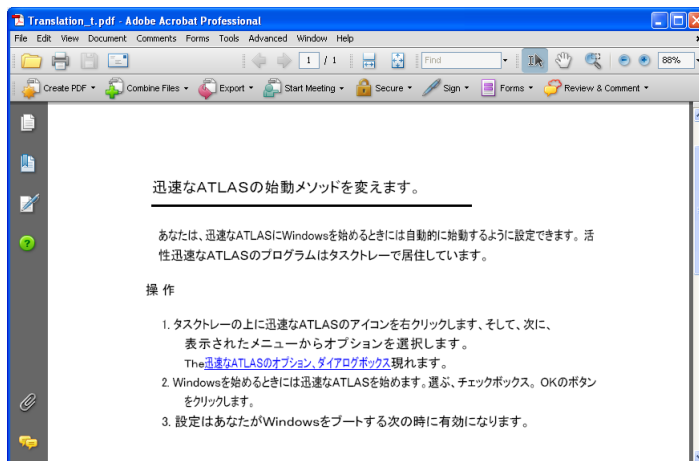 Translation_t.pdf - Adobe Acrobat Professional
File Edit View Document Comments Forms Tools Advanced Window Help
1 / 1 Find 88%
Create PDF Combine Files Export Start Meeting Secure Sign Forms Review & Comment
迅速なATLASの始動メソッドを変えます。
あなたは、迅速なATLASにWindowsを始めるときには自動的に始動するように設定できます。活
性迅速なATLASのプログラムはタスクトレーで居住しています。
操作
1. タスクトレーの上に迅速なATLASのアイコンを右クリックします、そして、次に、
表示されたメニューからオプションを選択します。
The迅速なATLASのオプション、ダイアログボックス現れます。
2. Windowsを始めるときには迅速なATLASを始めます。選ぶ、チェックボックス。OKのボタン
をクリックします。
3. 設定はあなたがWindowsをブートする次の時に有効になります。